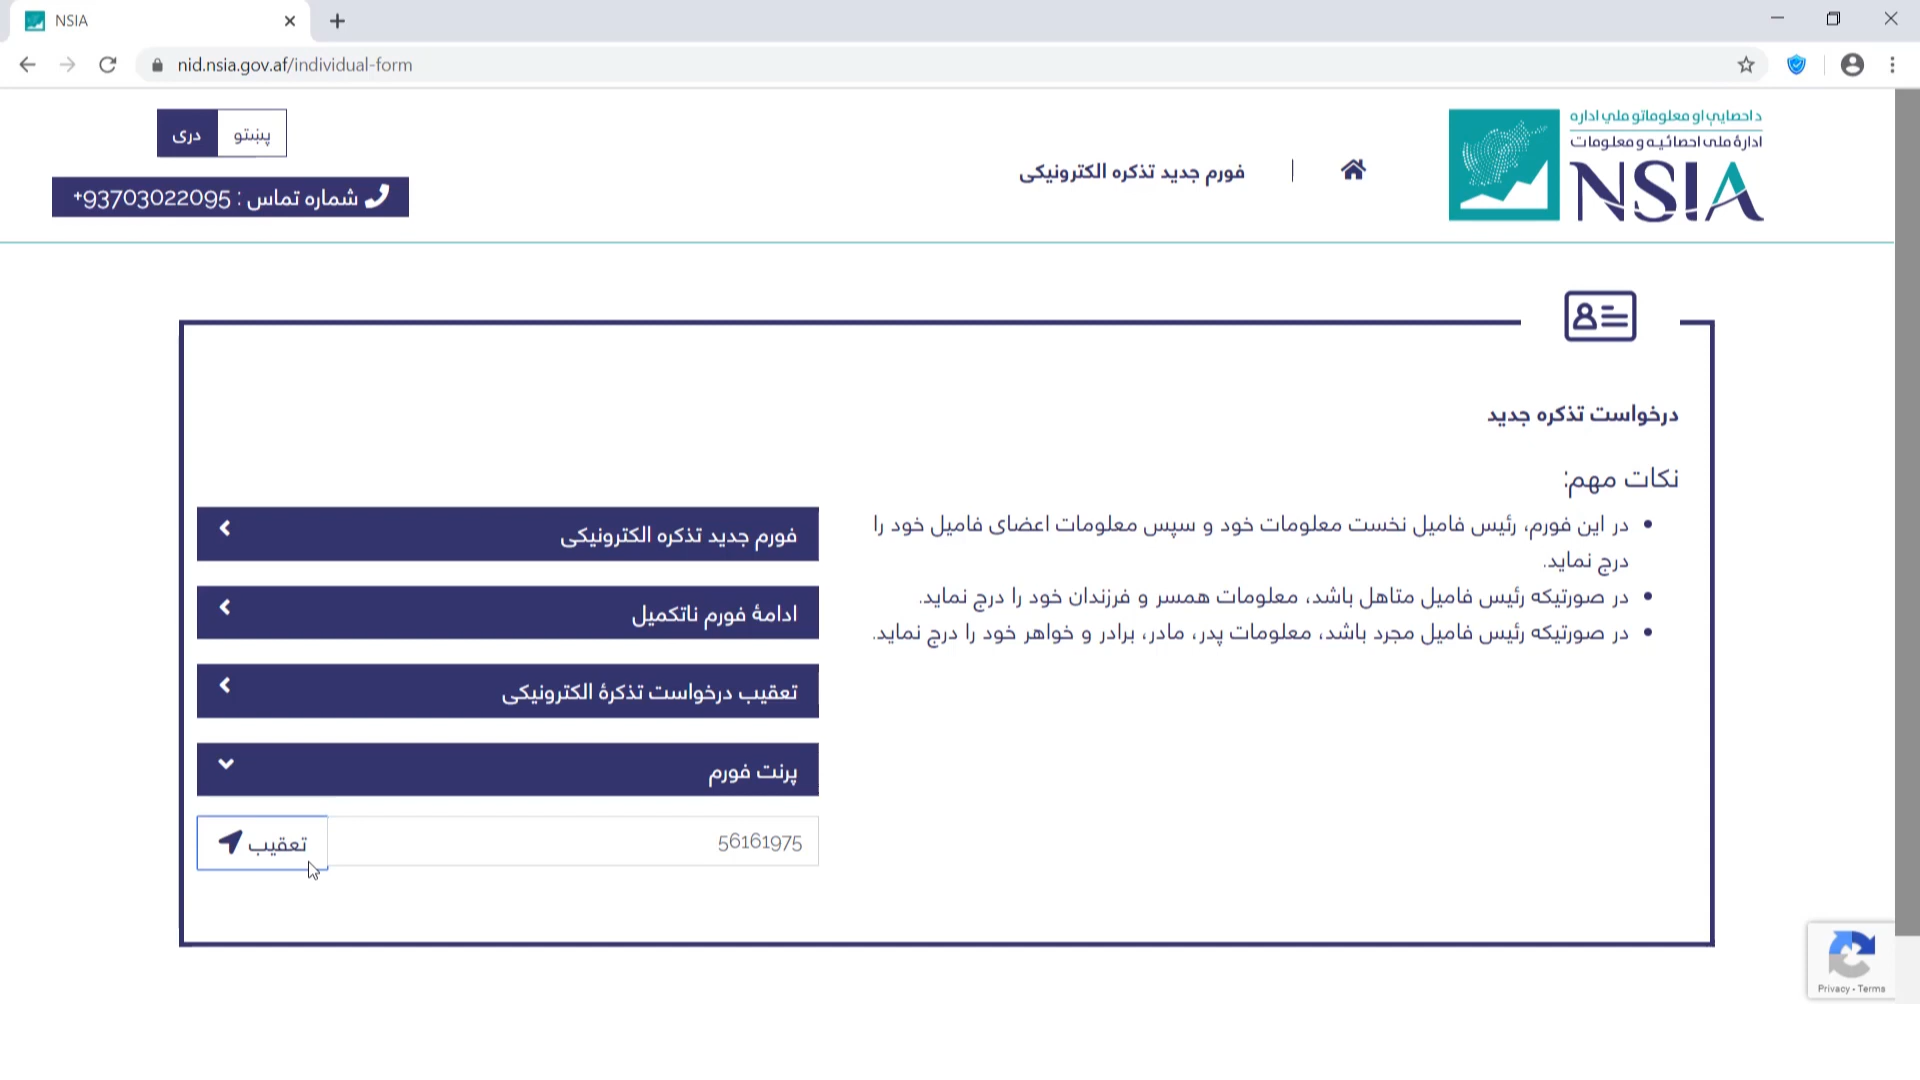 NSIA
nid.nsia.gov.af/individual-form
د احصایې او معلوماتو ملي اداره
ادارۀ ملی احصائیه و معلومات
NSIA
فورم جدید تذکره الکترونیکی
دری
پښتو
شماره تماس : 93703022095+
درخواست تذکره جدید
نکات مهم:
در این فورم، رئیس فامیل نخست معلومات خود و سپس معلومات اعضای فامیل خود را
درج نماید.
در صورتیکه رئیس فامیل متاهل باشد، معلومات همسر و فرزندان خود را درج نماید.
در صورتیکه رئیس فامیل مجرد باشد، معلومات پدر، مادر، برادر و خواهر خود را درج نماید.
فورم جدید تذکره الکترونیکی
ادامۀ فورم ناتکمیل
تعقیب درخواست تذکرۀ الکترونیکی
پرنت فورم
56161975
تعقیب
Privacy - Terms